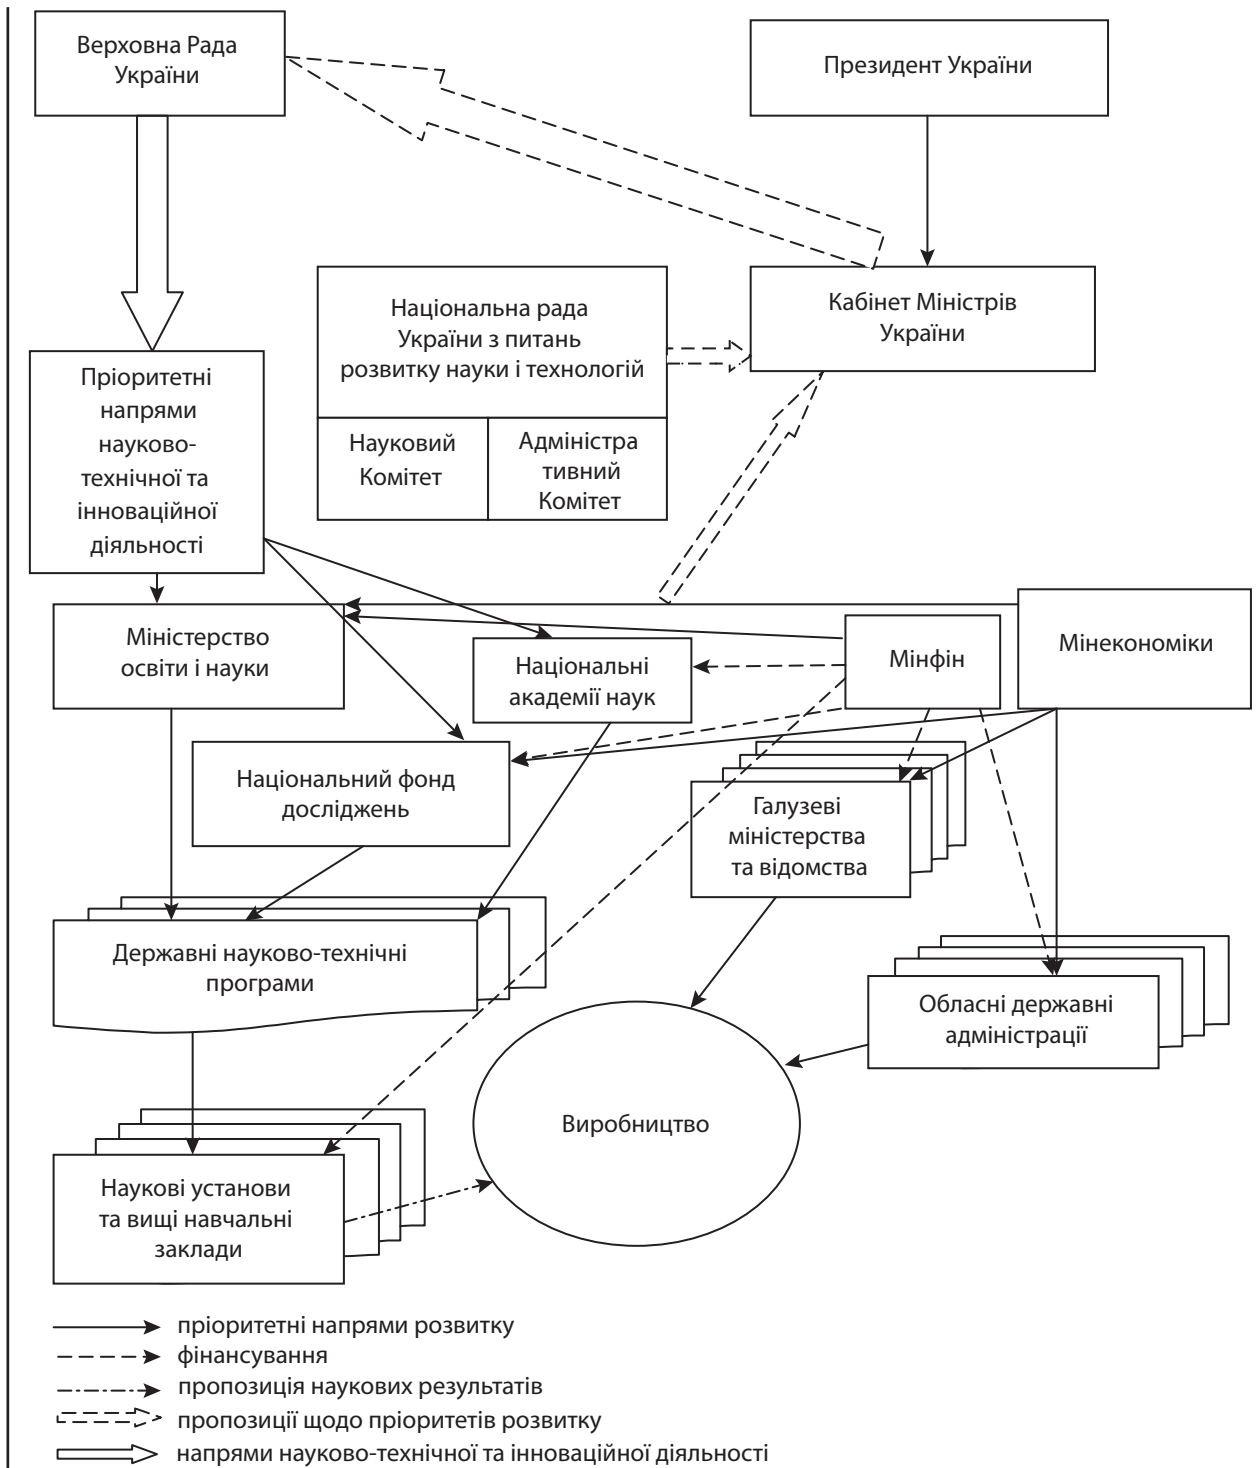 Верховна Рада
України
Президент України
Національна рада
України з питань
розвитку науки і технологій
Науковий
Комітет
Адміністра
тивний
Комітет
Кабінет Міністрів
України
Пріоритетні
напрями
науково-
технічної та
інноваційної
діяльності
Міністерство
освіти і науки
Національні
академії наук
Мінфін
Мінекономіки
Національний фонд
досліджень
Галузеві
міністерства
та відомства
Державні науково-технічні
програми
Обласні державні
адміністрації
Виробництво
Наукові установи
та вищі навчальні
заклади
пріоритетні напрями розвитку
фінансування
пропозиція наукових результатів
пропозиції щодо пріоритетів розвитку
напрями науково-технічної та інноваційної діяльності